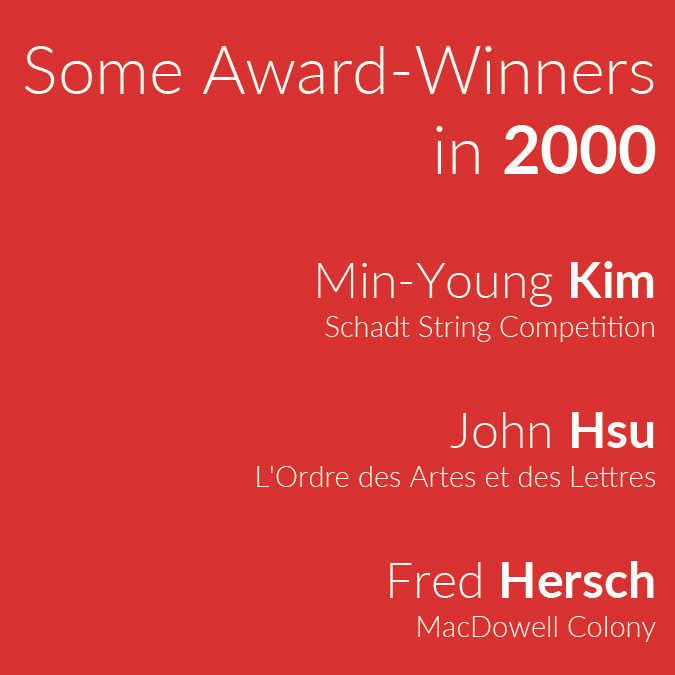 Some Award-Winners
in 2000
Min-Young Kim
Schadt String Competition
John Hsu
L'Ordre des Artes et des Lettres
Fred Hersch
MacDowell Colony